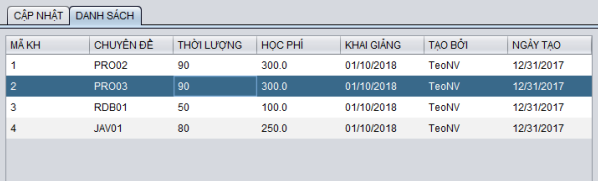 CẬP NHẬT DANH SÁCH
MÃ KH CHUYÊN ĐỀ THỜI LƯỢNG HỌC PHÍ KHAI GIẢNG TẠO BỞI NGÀY TẠO
1 PRO02 90 300.0 01/10/2018 TeoNV 12/31/2017
2 PRO03 90 300.0 01/10/2018 TeoNV 12/31/2017
3 RDB01 50 100.0 01/10/2018 TeoNV 12/31/2017
4 JAV01 80 250.0 01/10/2018 TeoNV 12/31/2017